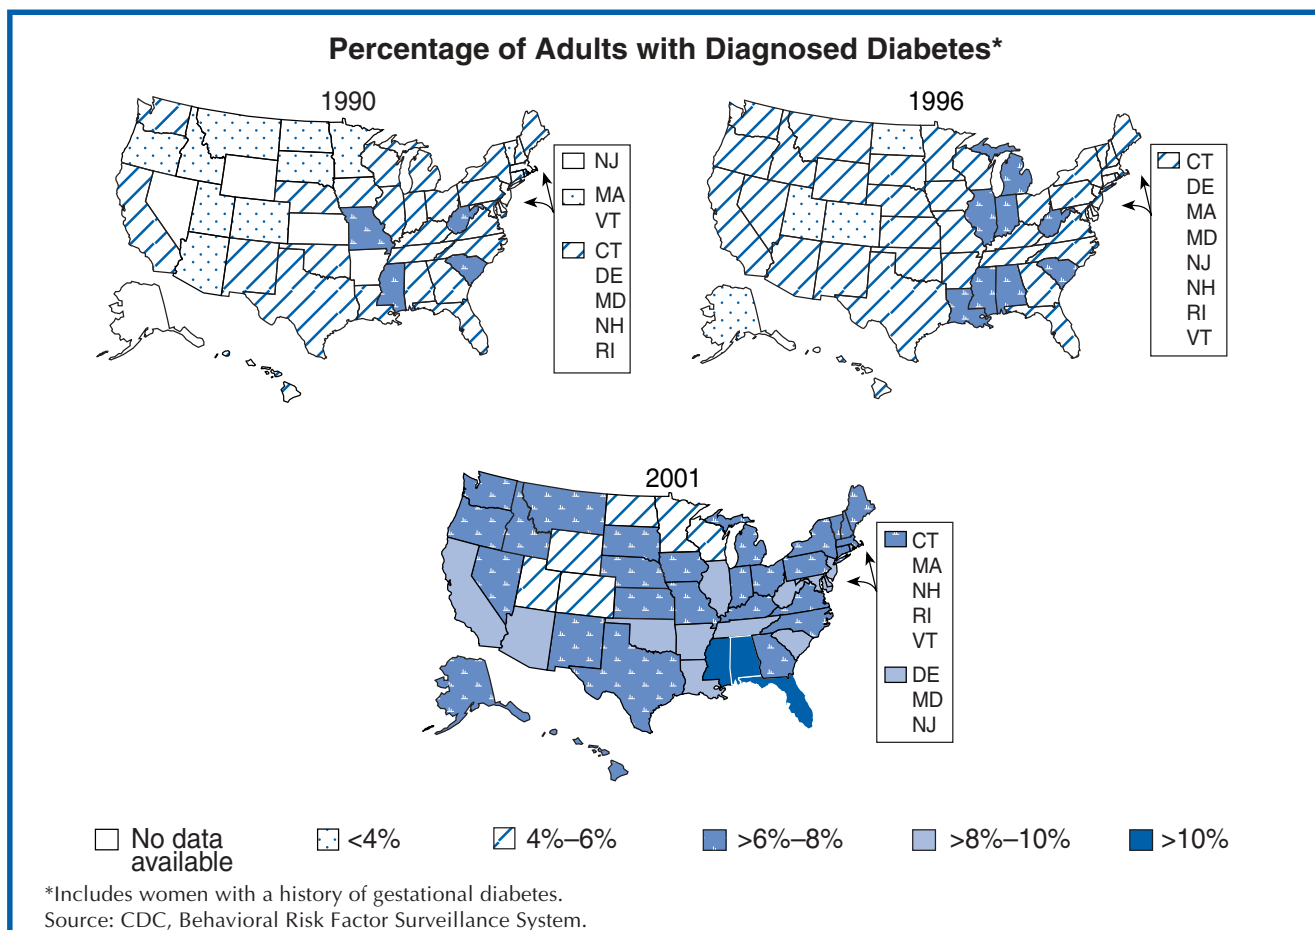 Percentage of Adults with Diagnosed Diabetes*
1990
NJ
MA
VT
CT
DE
MD
NH
RI
1996
CT
DE
MA
MD
NJ
NH
RI
VT
2001
CT
MA
NH
RI
VT
DE
MD
NJ
No data
available
<4%
4%–6%
>6%–8%
>8%–10%
>10%
*Includes women with a history of gestational diabetes.
Source: CDC, Behavioral Risk Factor Surveillance System.